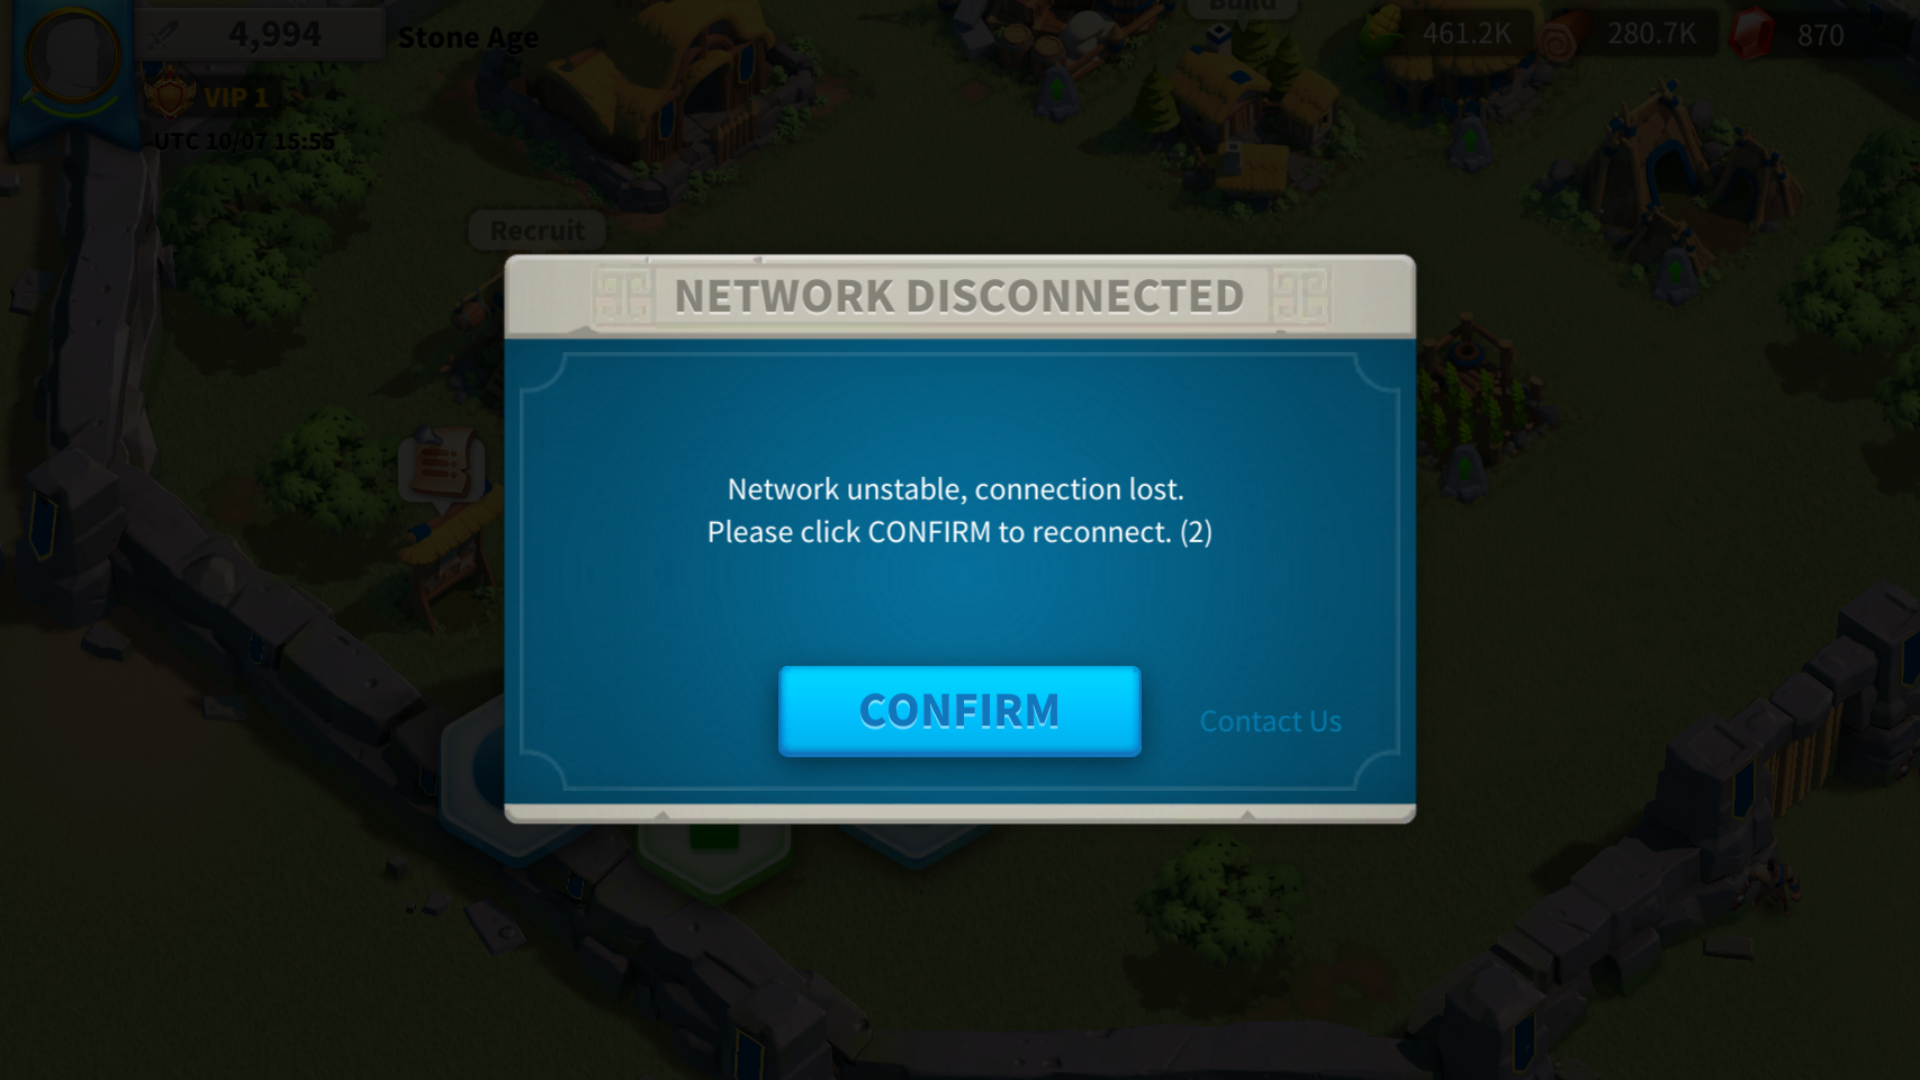 Build
4,994
Stone Age
461.2K
280.7K
870
VIP 1
UTC 10/07 15:55
Recruit
NETWORK DISCONNECTED
Network unstable, connection lost.
Please click CONFIRM to reconnect. (2)
CONFIRM
Contact Us